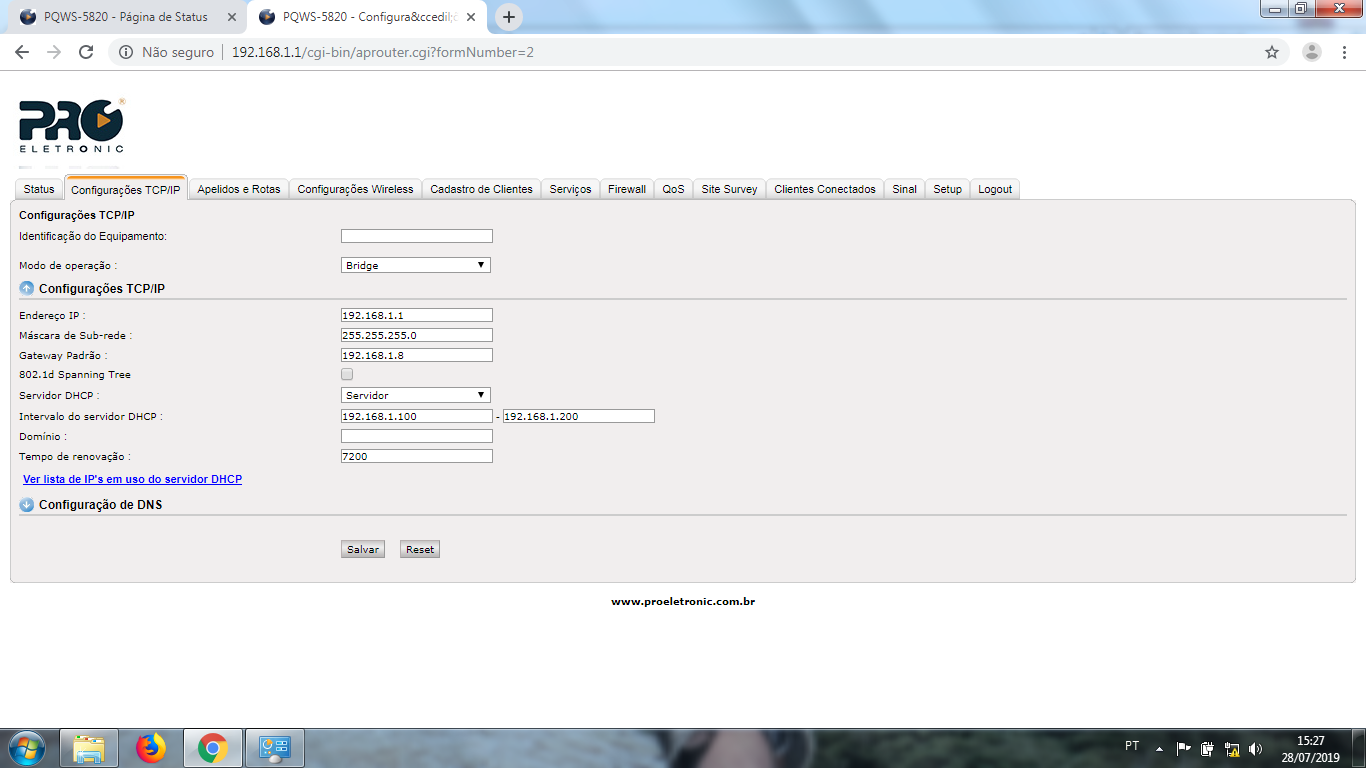 PQWS-5820 - Página de Status
PQWS-5820 - Configura&ccedil;õ
Não seguro
192.168.1.1/cgi-bin/aprouter.cgi?formNumber=2
PRO
ELETRONIC
Status
Configurações TCP/IP
Apelidos e Rotas
Configurações Wireless
Cadastro de Clientes
Serviços
Firewall
QoS
Site Survey
Clientes Conectados
Sinal
Setup
Logout
Configurações TCP/IP
Identificação do Equipamento:
Modo de operação : Bridge
Configurações TCP/IP
Endereço IP : 192.168.1.1
Máscara de Sub-rede : 255.255.255.0
Gateway Padrão : 192.168.1.8
802.1d Spanning Tree
Servidor DHCP : Servidor
Intervalo do servidor DHCP : 192.168.1.100 - 192.168.1.200
Domínio :
Tempo de renovação : 7200
Ver lista de IP's em uso do servidor DHCP
Configuração de DNS
Salvar
Reset
www.proeletronic.com.br
PT
15:27
28/07/2019